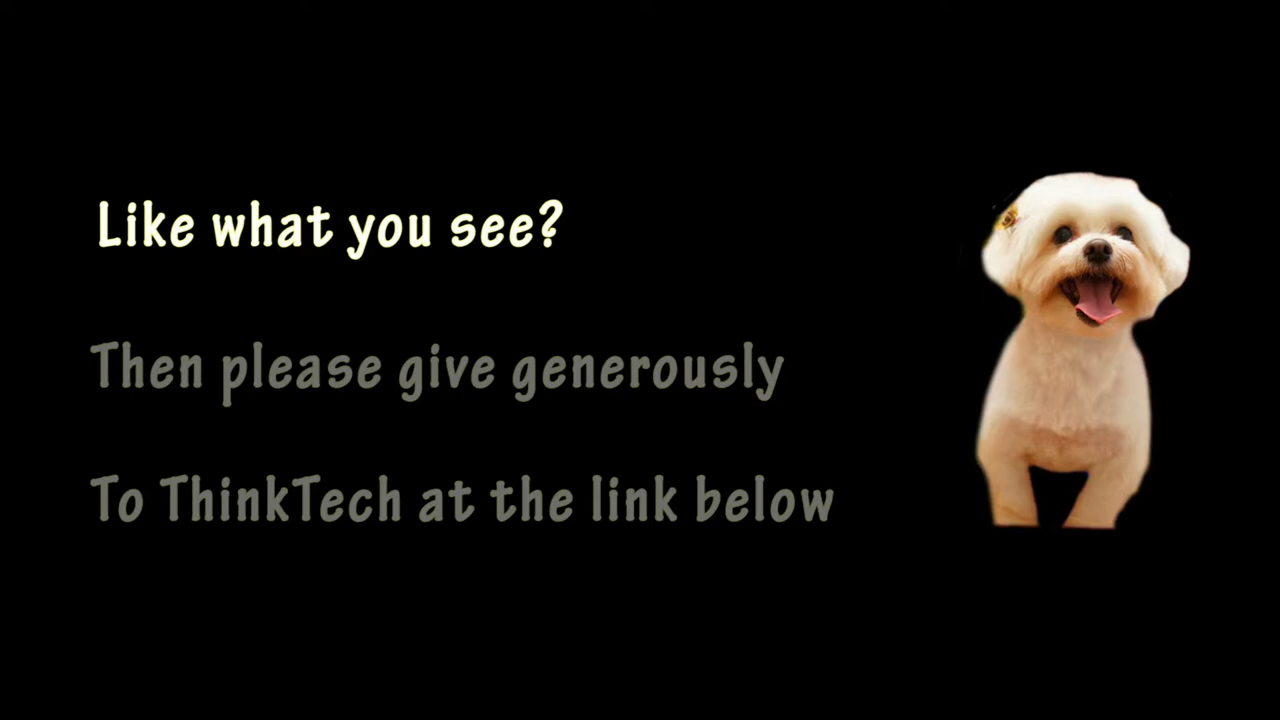 Like what you see?
Then please give generously
To ThinkTech at the link below